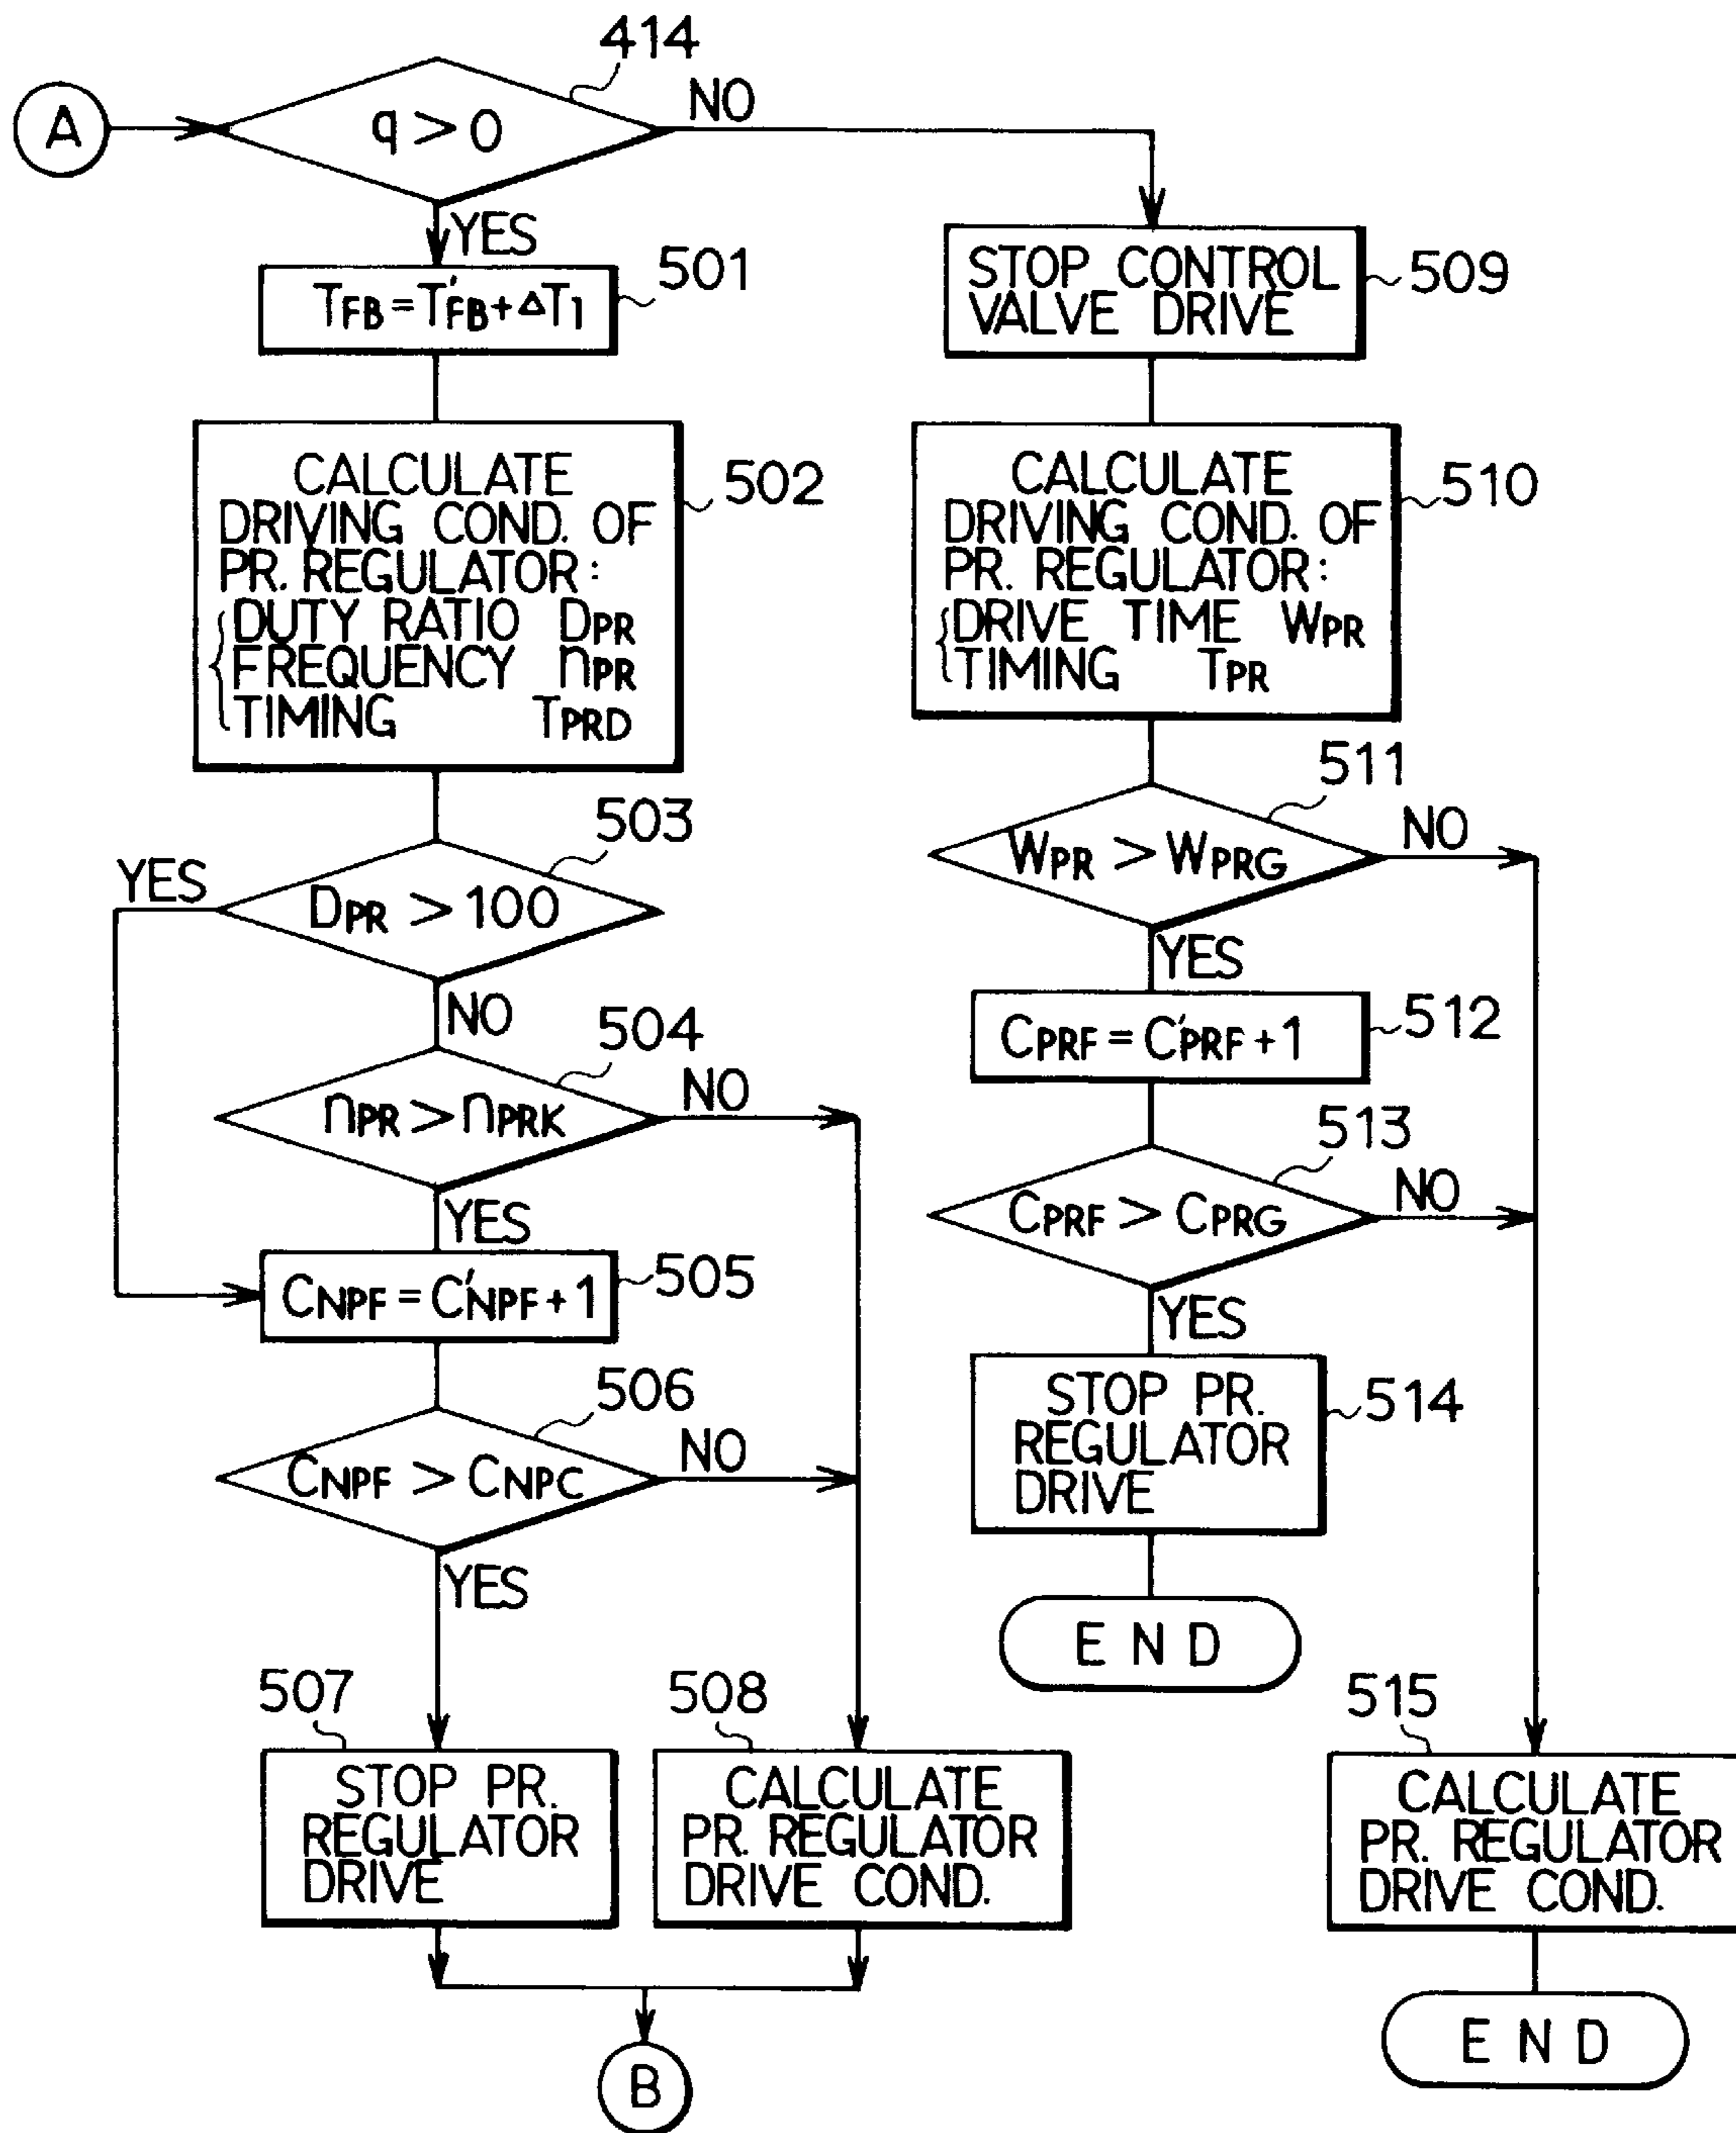 414
A
q > 0
NO
YES
501
TFB = T'FB + ΔT1
CALCULATE
DRIVING COND. OF
PR. REGULATOR :
DUTY RATIO DPR
FREQUENCY nPR
TIMING TPRD
502
503
YES
DPR > 100
NO
504
nPR > nPRK
NO
YES
505
CNPF = C'NPF + 1
506
CNPF > CNPC
NO
YES
507
STOP PR.
REGULATOR
DRIVE
508
CALCULATE
PR. REGULATOR
DRIVE COND.
B
STOP CONTROL
VALVE DRIVE
509
CALCULATE
DRIVING COND. OF
PR. REGULATOR :
DRIVE TIME WPR
TIMING TPR
510
511
WPR > WPRG
NO
YES
512
CPRF = C'PRF + 1
513
CPRF > CPRG
NO
YES
STOP PR.
REGULATOR
DRIVE
514
END
515
CALCULATE
PR. REGULATOR
DRIVE COND.
END